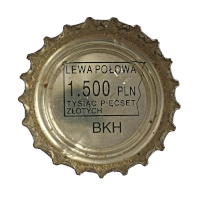 LEWA POŁOWA
1.500 PLN
TYSIĄC PIĘĆSET
ZŁOTYCH
BKH